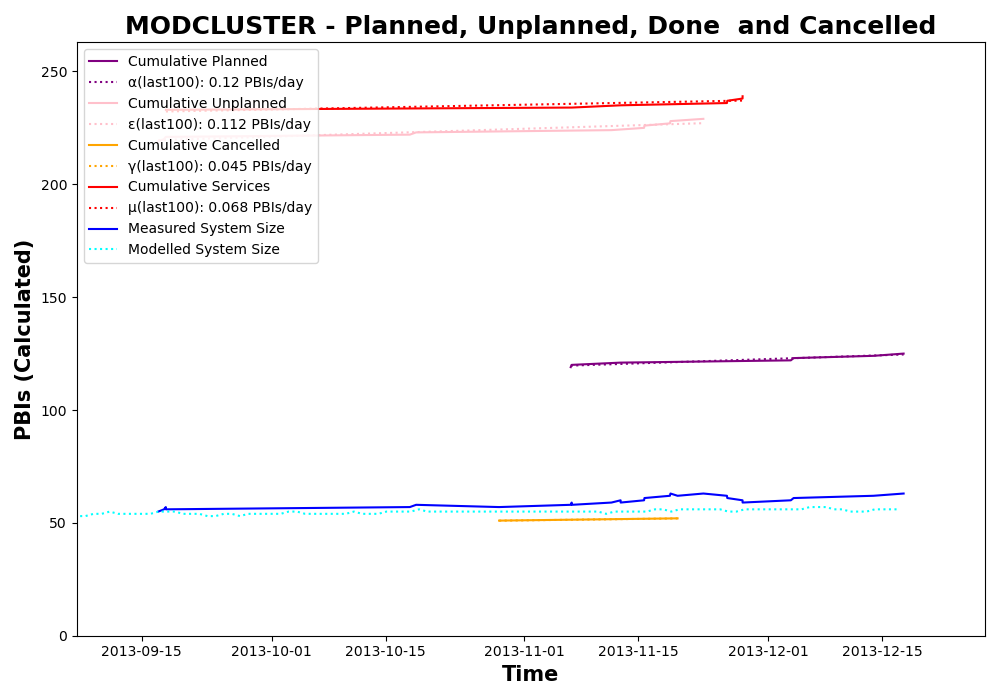 MODCLUSTER - Planned, Unplanned, Done  and Cancelled
Cumulative Planned
α(last100): 0.12 PBIs/day
Cumulative Unplanned
ε(last100): 0.112 PBIs/day
Cumulative Cancelled
γ(last100): 0.045 PBIs/day
Cumulative Services
μ(last100): 0.068 PBIs/day
Measured System Size
Modelled System Size
PBIs (Calculated)
250
200
150
100
50
0
2013-09-15 2013-10-01 2013-10-15 2013-11-01 2013-11-15 2013-12-01 2013-12-15
Time